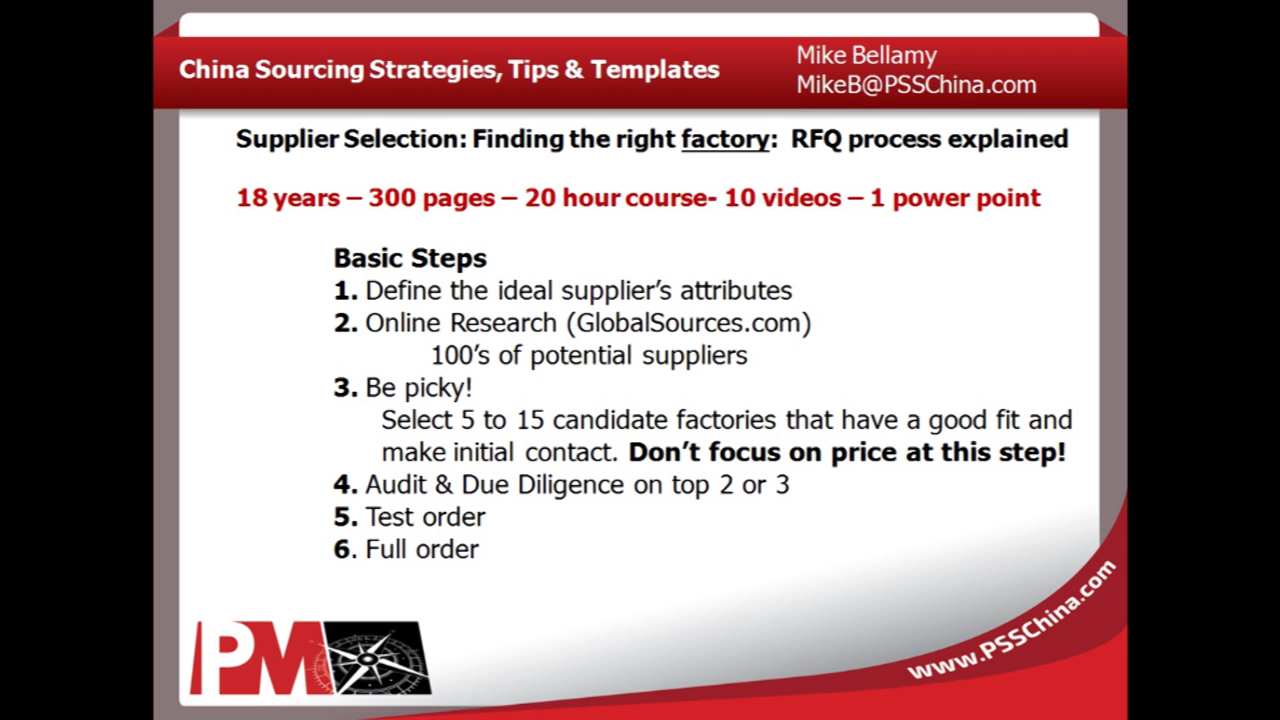 China Sourcing Strategies, Tips & Templates
Mike Bellamy
MikeB@PSSChina.com
Supplier Selection: Finding the right factory: RFQ process explained
18 years – 300 pages – 20 hour course- 10 videos – 1 power point
Basic Steps
1. Define the ideal supplier's attributes
2. Online Research (GlobalSources.com)
100's of potential suppliers
3. Be picky!
Select 5 to 15 candidate factories that have a good fit and
make initial contact. Don't focus on price at this step!
4. Audit & Due Diligence on top 2 or 3
5. Test order
6. Full order
PM
www.PSSChina.com